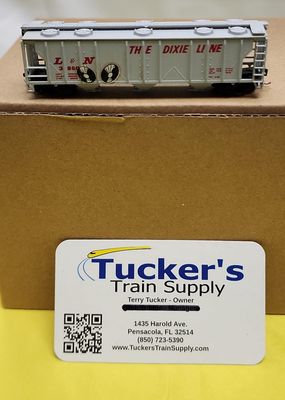 L & N THE DIXIE LINE
Tucker's
Train Supply
Terry Tucker - Owner
1435 Harold Ave.
Pensacola, FL 32514
(850) 723-5390
www.TuckersTrainSupply.com